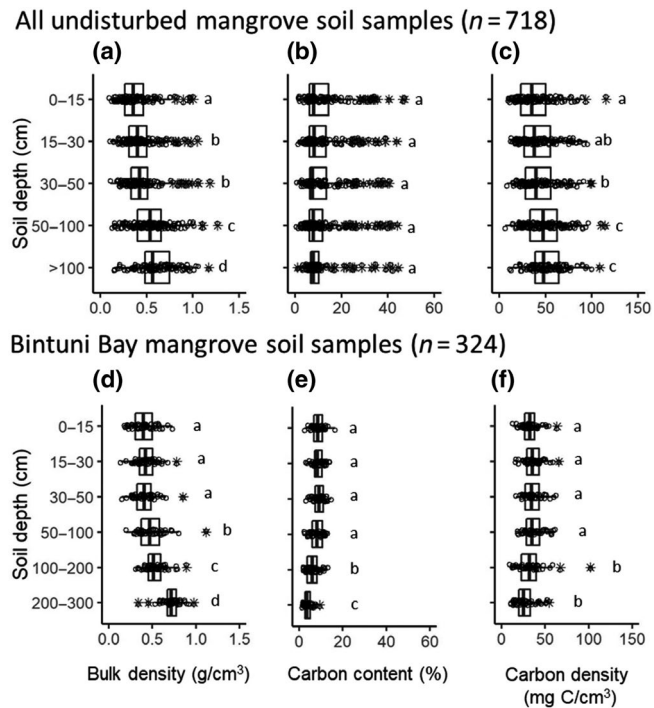 All undisturbed mangrove soil samples (n = 718)
(a) (b) (c)
Soil depth (cm)
0–15 a a a
15–30 b a ab
30–50 b a b
50–100 c a c
>100 d a c
0.0 0.5 1.0 1.5 0 20 40 60 0 50 100 150
Bintuni Bay mangrove soil samples (n = 324)
(d) (e) (f)
Soil depth (cm)
0–15 a a a
15–30 a a a
30–50 a a a
50–100 b a a
100–200 c b b
200–300 d c b
0.0 0.5 1.0 1.5 0 20 40 60 0 50 100 150
Bulk density (g/cm³) Carbon content (%) Carbon density
(mg C/cm³)